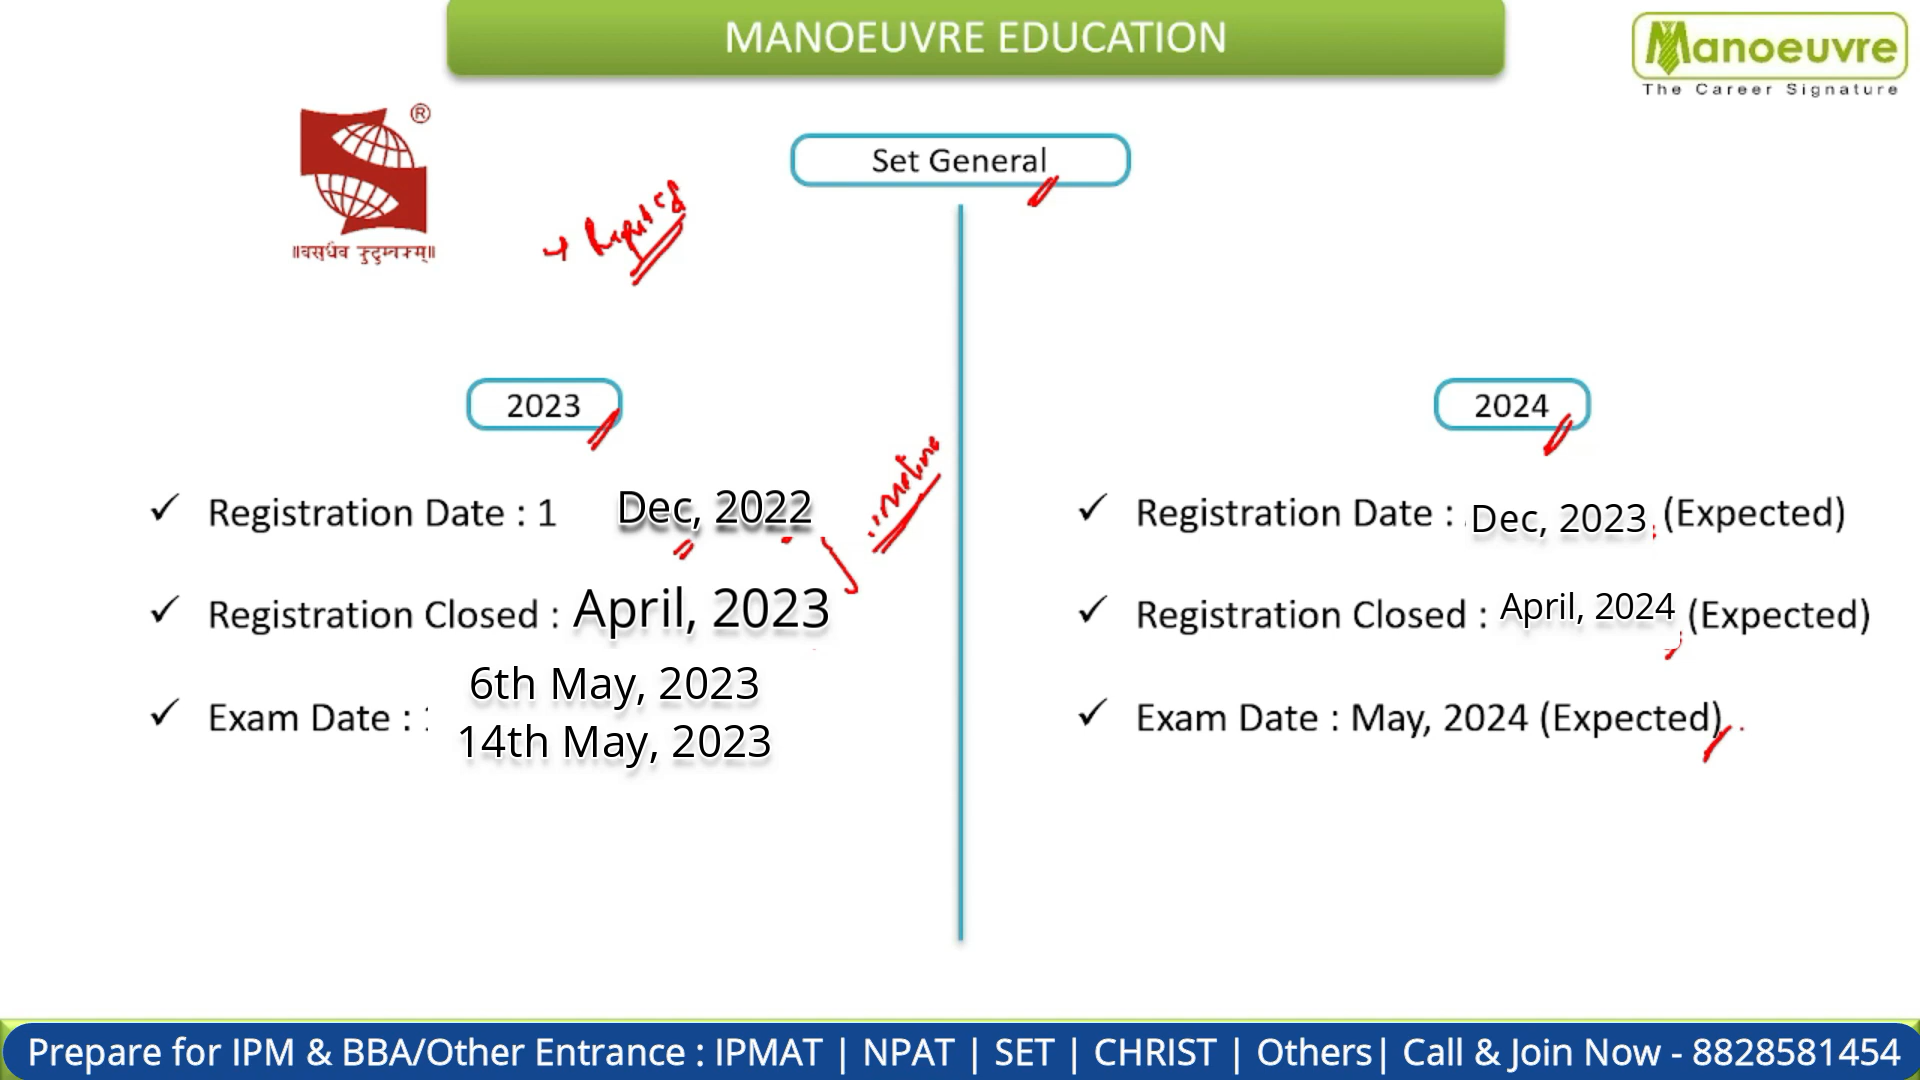 MANOEUVRE EDUCATION
Manoeuvre
The Career Signature
®
Set General
॥वसुधैव कुटुम्बकम्॥
2023
Registration Date : 1 Dec, 2022
Registration Closed : April, 2023
Exam Date :
6th May, 2023
14th May, 2023
2024
Registration Date : Dec, 2023 (Expected)
Registration Closed : April, 2024 (Expected)
Exam Date : May, 2024 (Expected)
Prepare for IPM & BBA/Other Entrance : IPMAT | NPAT | SET | CHRIST | Others| Call & Join Now - 8828581454